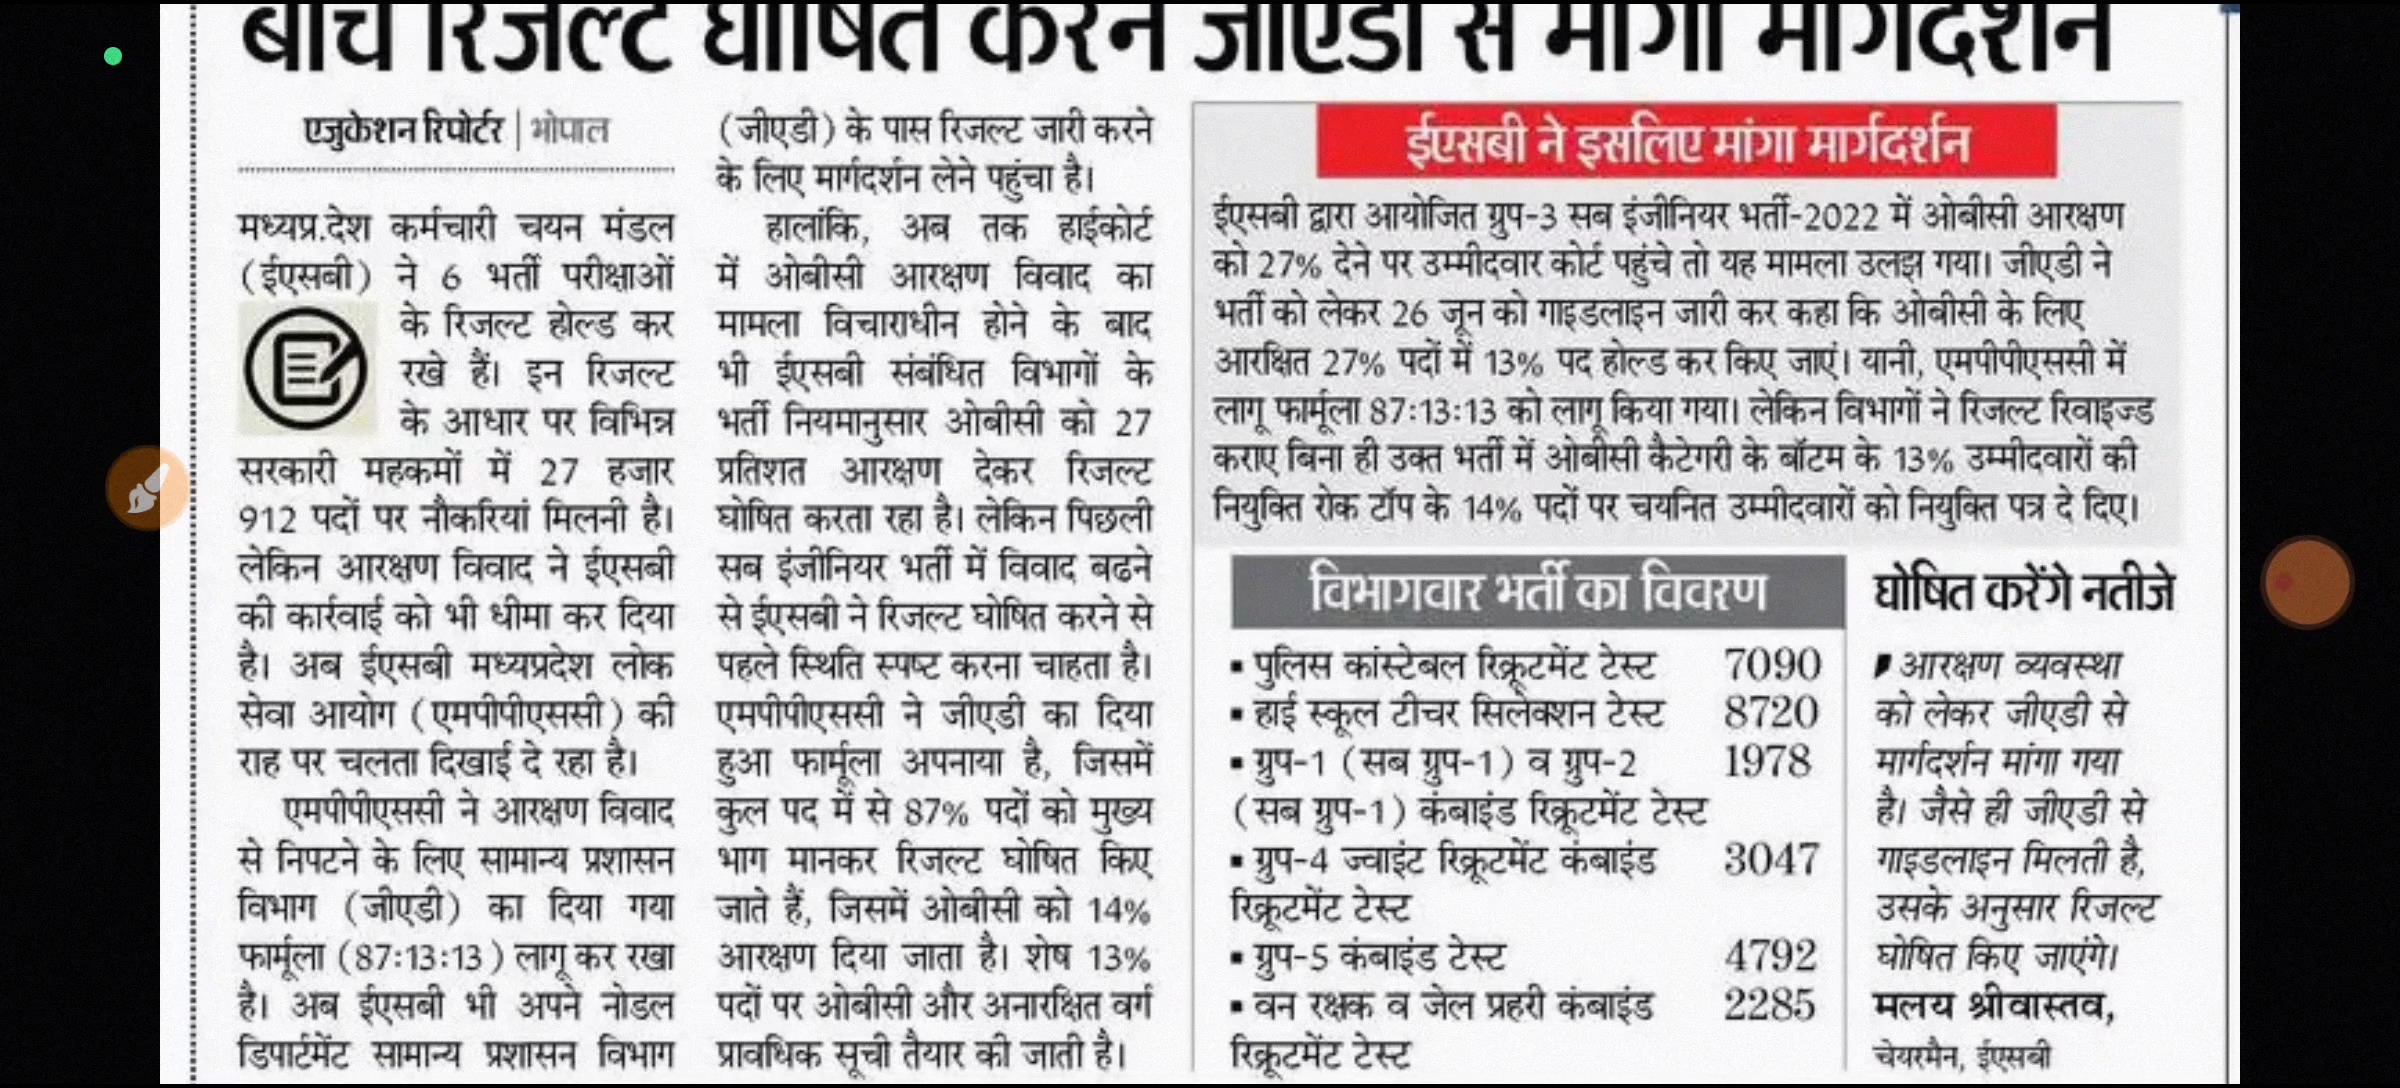 बीच रिजल्ट घोषित करने जीएडी से मांगा मार्गदर्शन
एजुकेशन रिपोर्टर | भोपाल
मध्यप्र.देश कर्मचारी चयन मंडल
(ईएसबी) ने 6 भर्ती परीक्षाओं
के रिजल्ट होल्ड कर
रखे हैं। इन रिजल्ट
के आधार पर विभिन्न
सरकारी महकमों में 27 हजार
912 पदों पर नौकरियां मिलनी है।
लेकिन आरक्षण विवाद ने ईएसबी
की कार्रवाई को भी धीमा कर दिया
है। अब ईएसबी मध्यप्रदेश लोक
सेवा आयोग (एमपीपीएससी) की
राह पर चलता दिखाई दे रहा है।
एमपीपीएससी ने आरक्षण विवाद
से निपटने के लिए सामान्य प्रशासन
विभाग (जीएडी) का दिया गया
फार्मूला (87:13:13) लागू कर रखा
है। अब ईएसबी भी अपने नोडल
डिपार्टमेंट सामान्य प्रशासन विभाग
(जीएडी) के पास रिजल्ट जारी करने
के लिए मार्गदर्शन लेने पहुंचा है।
हालांकि, अब तक हाईकोर्ट
में ओबीसी आरक्षण विवाद का
मामला विचाराधीन होने के बाद
भी ईएसबी संबंधित विभागों के
भर्ती नियमानुसार ओबीसी को 27
प्रतिशत आरक्षण देकर रिजल्ट
घोषित करता रहा है। लेकिन पिछली
सब इंजीनियर भर्ती में विवाद बढने
से ईएसबी ने रिजल्ट घोषित करने से
पहले स्थिति स्पष्ट करना चाहता है।
एमपीपीएससी ने जीएडी का दिया
हुआ फार्मूला अपनाया है, जिसमें
कुल पद में से 87% पदों को मुख्य
भाग मानकर रिजल्ट घोषित किए
जाते हैं, जिसमें ओबीसी को 14%
आरक्षण दिया जाता है। शेष 13%
पदों पर ओबीसी और अनारक्षित वर्ग
प्रावधिक सूची तैयार की जाती है।
ईएसबी ने इसलिए मांगा मार्गदर्शन
ईएसबी द्वारा आयोजित ग्रुप-3 सब इंजीनियर भर्ती-2022 में ओबीसी आरक्षण
को 27% देने पर उम्मीदवार कोर्ट पहुंचे तो यह मामला उलझ गया। जीएडी ने
भर्ती को लेकर 26 जून को गाइडलाइन जारी कर कहा कि ओबीसी के लिए
आरक्षित 27% पदों में 13% पद होल्ड कर किए जाएं। यानी, एमपीपीएससी में
लागू फार्मूला 87:13:13 को लागू किया गया। लेकिन विभागों ने रिजल्ट रिवाइज्ड
कराए बिना ही उक्त भर्ती में ओबीसी कैटेगरी के बॉटम के 13% उम्मीदवारों की
नियुक्ति रोक टॉप के 14% पदों पर चयनित उम्मीदवारों को नियुक्ति पत्र दे दिए।
विभागवार भर्ती का विवरण
▪ पुलिस कांस्टेबल रिक्रूटमेंट टेस्ट 7090
▪ हाई स्कूल टीचर सिलेक्शन टेस्ट 8720
▪ ग्रुप-1 (सब ग्रुप-1) व ग्रुप-2 1978
(सब ग्रुप-1) कंबाइंड रिक्रूटमेंट टेस्ट
▪ ग्रुप-4 ज्वाइंट रिक्रूटमेंट कंबाइंड 3047
रिक्रूटमेंट टेस्ट
▪ ग्रुप-5 कंबाइंड टेस्ट 4792
▪ वन रक्षक व जेल प्रहरी कंबाइंड 2285
रिक्रूटमेंट टेस्ट
घोषित करेंगे नतीजे
आरक्षण व्यवस्था
को लेकर जीएडी से
मार्गदर्शन मांगा गया
है। जैसे ही जीएडी से
गाइडलाइन मिलती है,
उसके अनुसार रिजल्ट
घोषित किए जाएंगे।
मलय श्रीवास्तव,
चेयरमैन, ईएसबी